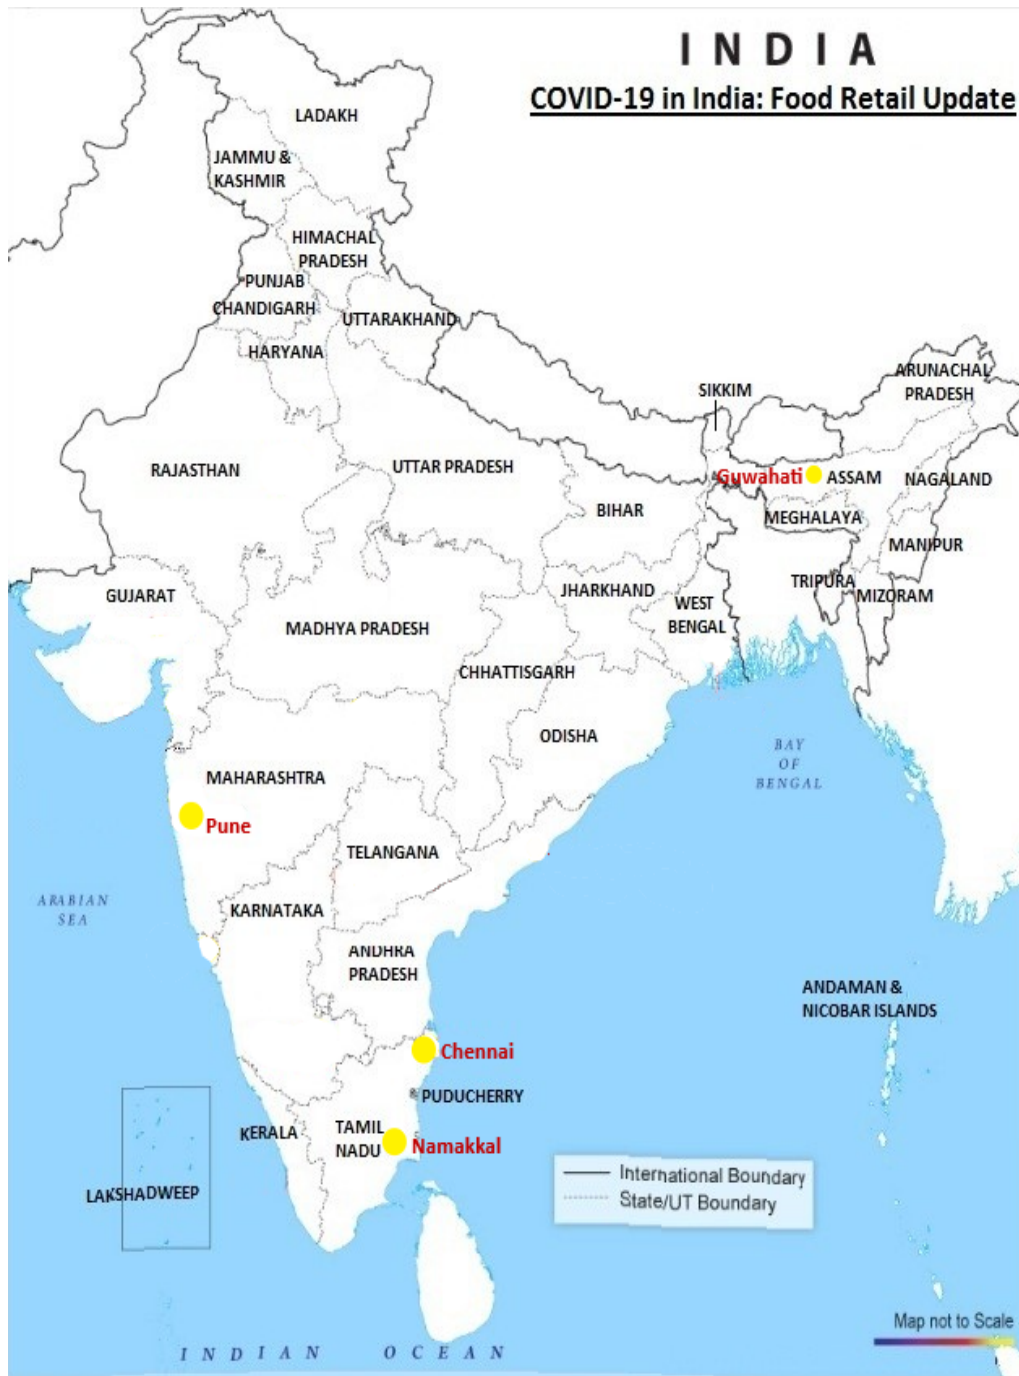 INDIA
COVID-19 in India: Food Retail Update
LADAKH
JAMMU &
KASHMIR
HIMACHAL
PRADESH
PUNJAB
CHANDIGARH
UTTARAKHAND
HARYANA
ARUNACHAL
PRADESH
SIKKIM
RAJASTHAN
UTTAR PRADESH
Guwahati
ASSAM
NAGALAND
BIHAR
MEGHALAYA
MANIPUR
GUJARAT
JHARKHAND
TRIPURA
MIZORAM
WEST
BENGAL
MADHYA PRADESH
CHHATTISGARH
ODISHA
BAY
OF
BENGAL
MAHARASHTRA
Pune
TELANGANA
ARABIAN
SEA
KARNATAKA
ANDHRA
PRADESH
ANDAMAN &
NICOBAR ISLANDS
Chennai
PUDUCHERRY
KERALA
TAMIL
NADU
Namakkal
LAKSHADWEEP
International Boundary
State/UT Boundary
Map not to Scale
INDIAN OCEAN